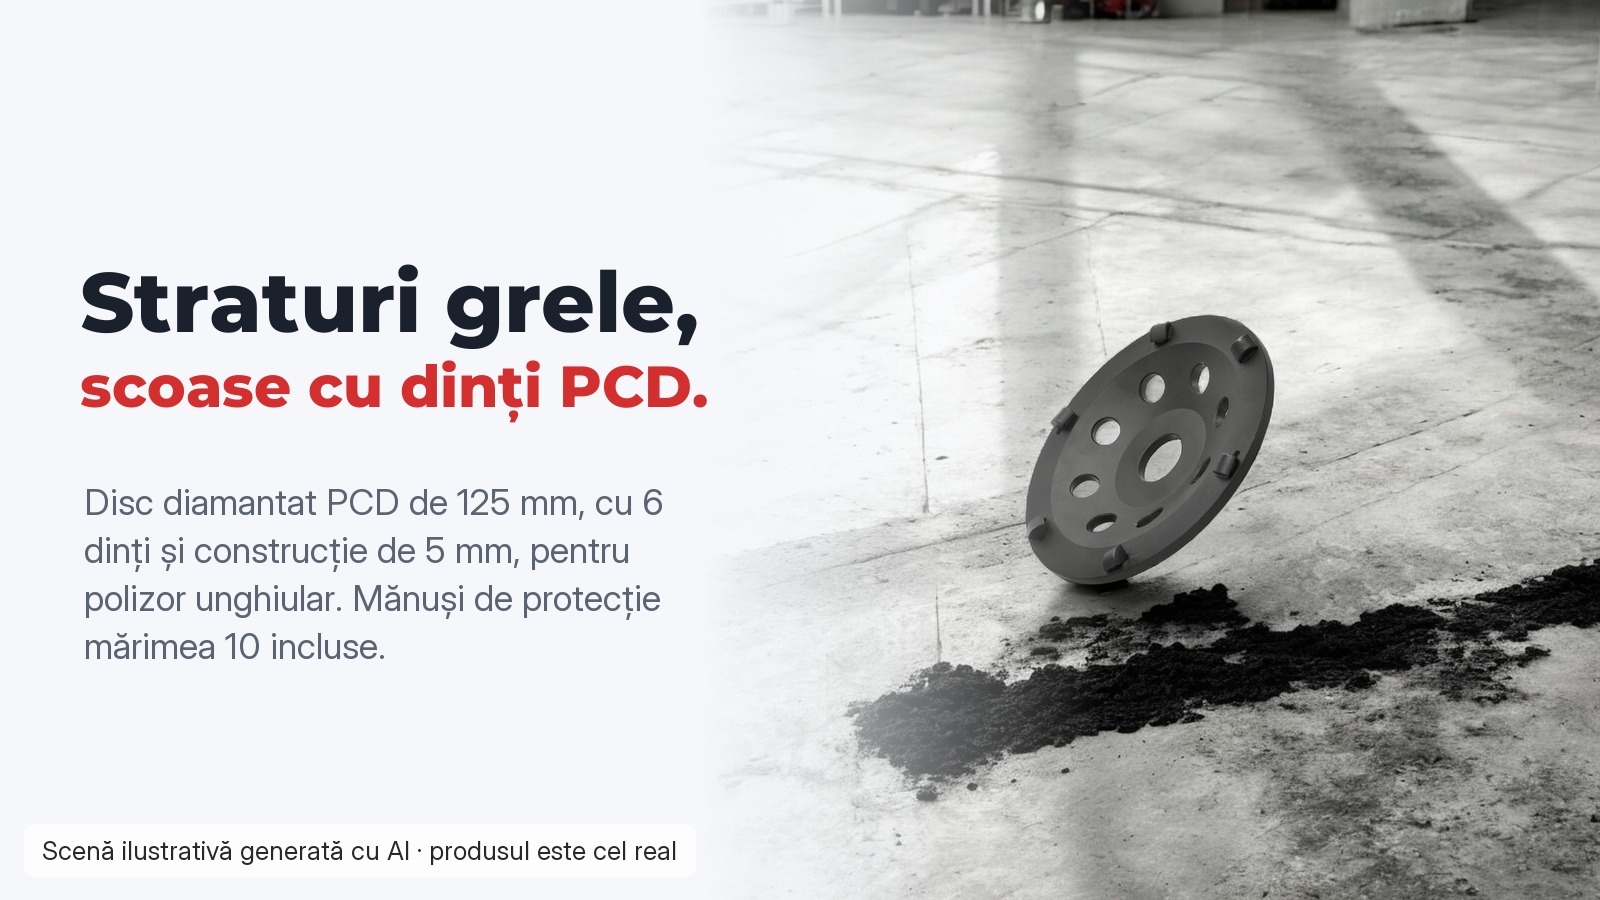 Straturi grele,
scoase cu dinți PCD.
Disc diamantat PCD de 125 mm, cu 6
dinți și construcție de 5 mm, pentru
polizor unghiular. Mănuși de protecție
mărimea 10 incluse.
Scenă ilustrativă generată cu AI · produsul este cel real